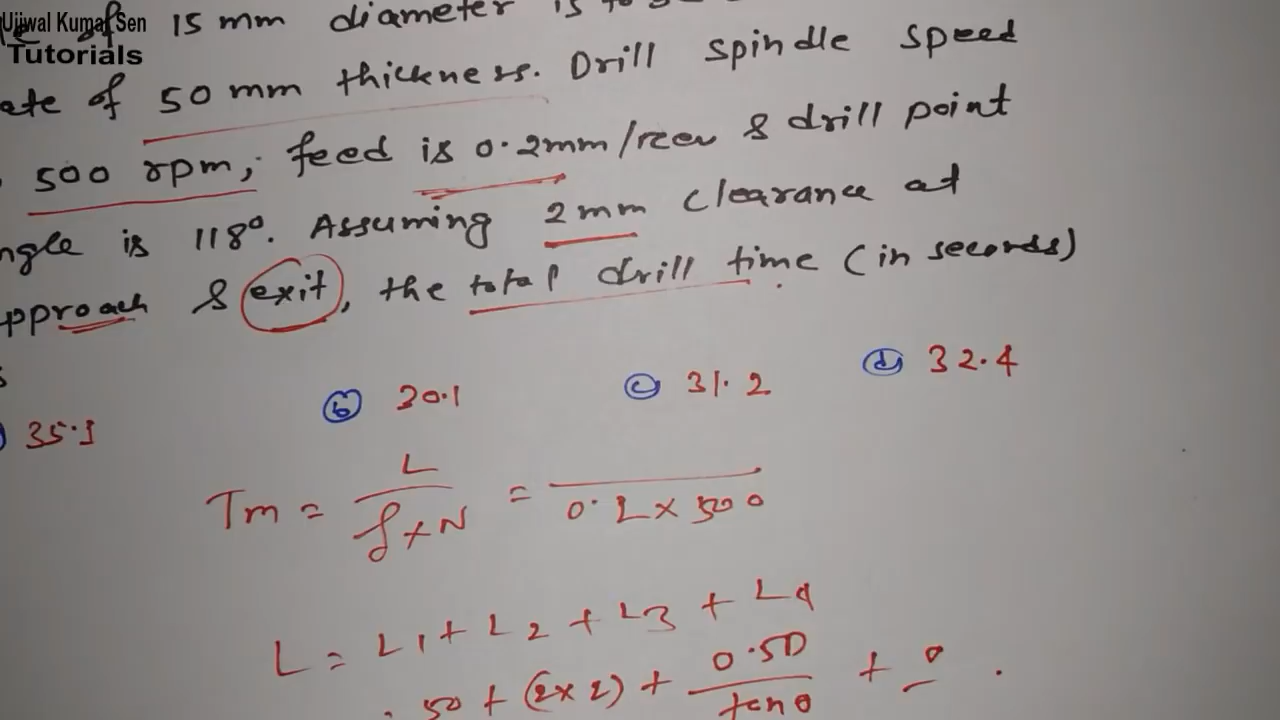 Ujjwal Kumar Sen
Tutorials
of 15 mm diameter is to
ate of 50 mm thickness. Drill spindle speed
500 rpm, feed is 0.2mm/rev & drill point
ngle is 118°. Assuming 2mm clearance at
pproach & exit, the total drill time (in seconds)
s
35.1 (b) 30.1 (c) 31.2 (d) 32.4
Tm = L / f×N = / 0.2×500
L = L1 + L2 + L3 + L4
50 + (2×2) + 0.5D / tanθ + 0